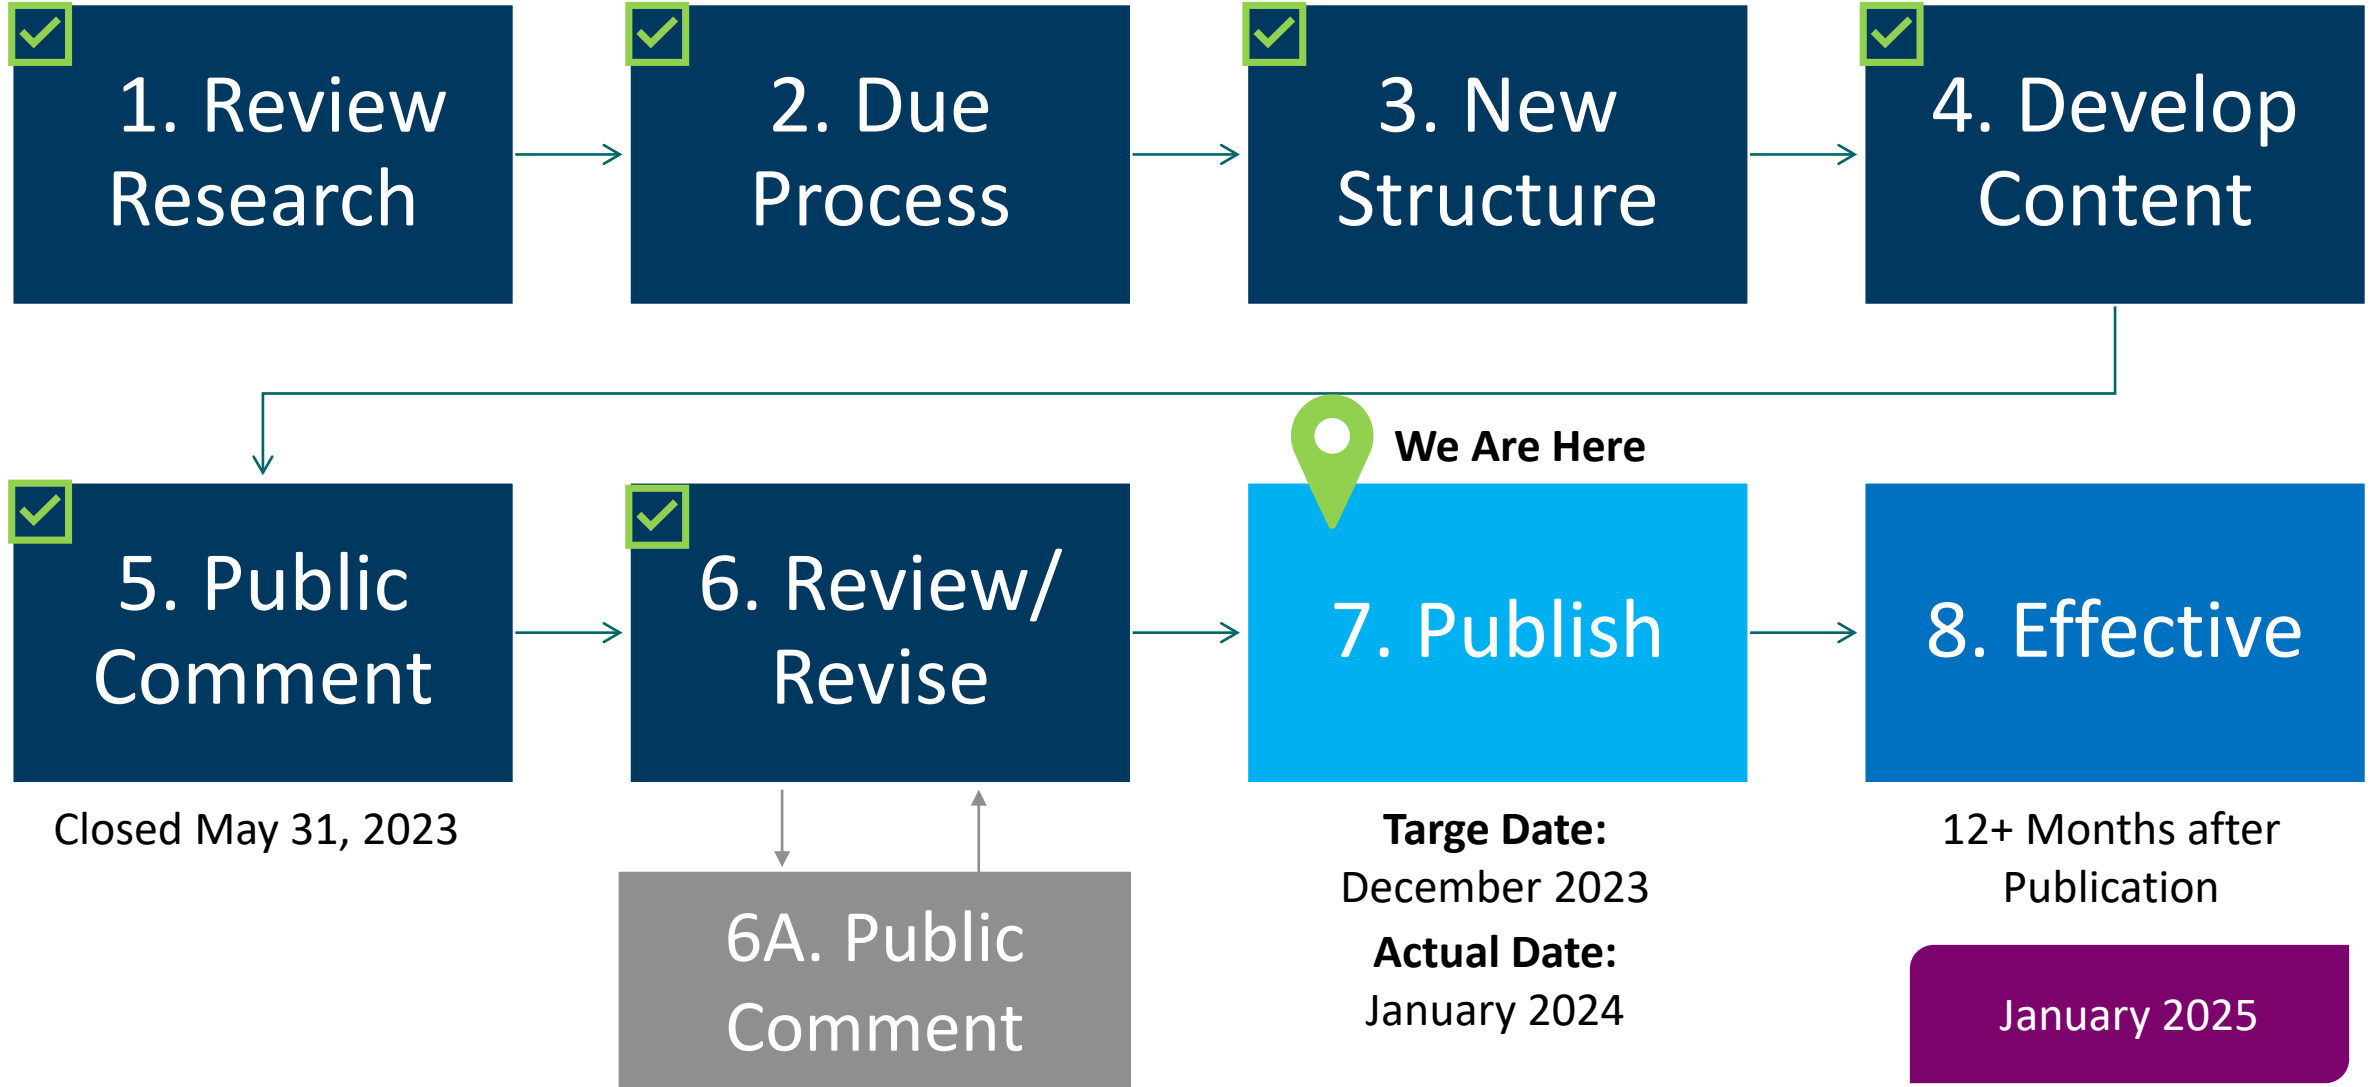 1. Review
Research
2. Due
Process
3. New
Structure
4. Develop
Content
5. Public
Comment
Closed May 31, 2023
6. Review/
Revise
6A. Public
Comment
We Are Here
7. Publish
Targe Date:
December 2023
Actual Date:
January 2024
8. Effective
12+ Months after
Publication
January 2025